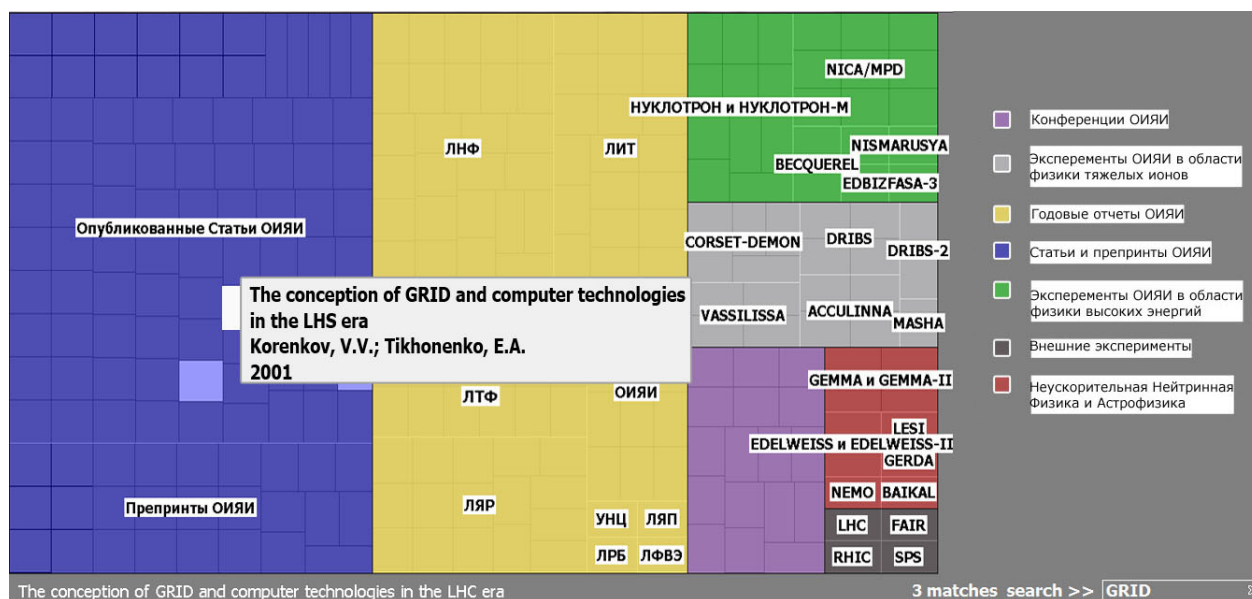 NICA/MPD
НУКЛОТРОН и НУКЛОТРОН-М
ЛНФ
ЛИТ
NISMARUSYA
BECQUEREL
EDBIZFASA-3
Опубликованные Статьи ОИЯИ
CORSET-DEMON
DRIBS
DRIBS-2
The conception of GRID and computer technologies
in the LHS era
Korenkov, V.V.; Tikhonenko, E.A.
2001
VASSILISSA
ACCULINNA
MASHA
ЛТФ
ОИЯИ
GEMMA и GEMMA-II
LESI
EDELWEISS и EDELWEISS-II
GERDA
Препринты ОИЯИ
ЛЯР
УНЦ
ЛЯП
NEMO
BAIKAL
LHC
FAIR
ЛРБ
ЛФВЭ
RHIC
SPS
Конференции ОИЯИ
Эксперементы ОИЯИ в области
физики тяжелых ионов
Годовые отчеты ОИЯИ
Статьи и препринты ОИЯИ
Эксперементы ОИЯИ в области
физики высоких энергий
Внешние эксперименты
Неускорительная Нейтринная
Физика и Астрофизика
The conception of GRID and computer technologies in the LHC era
3 matches search >> GRID